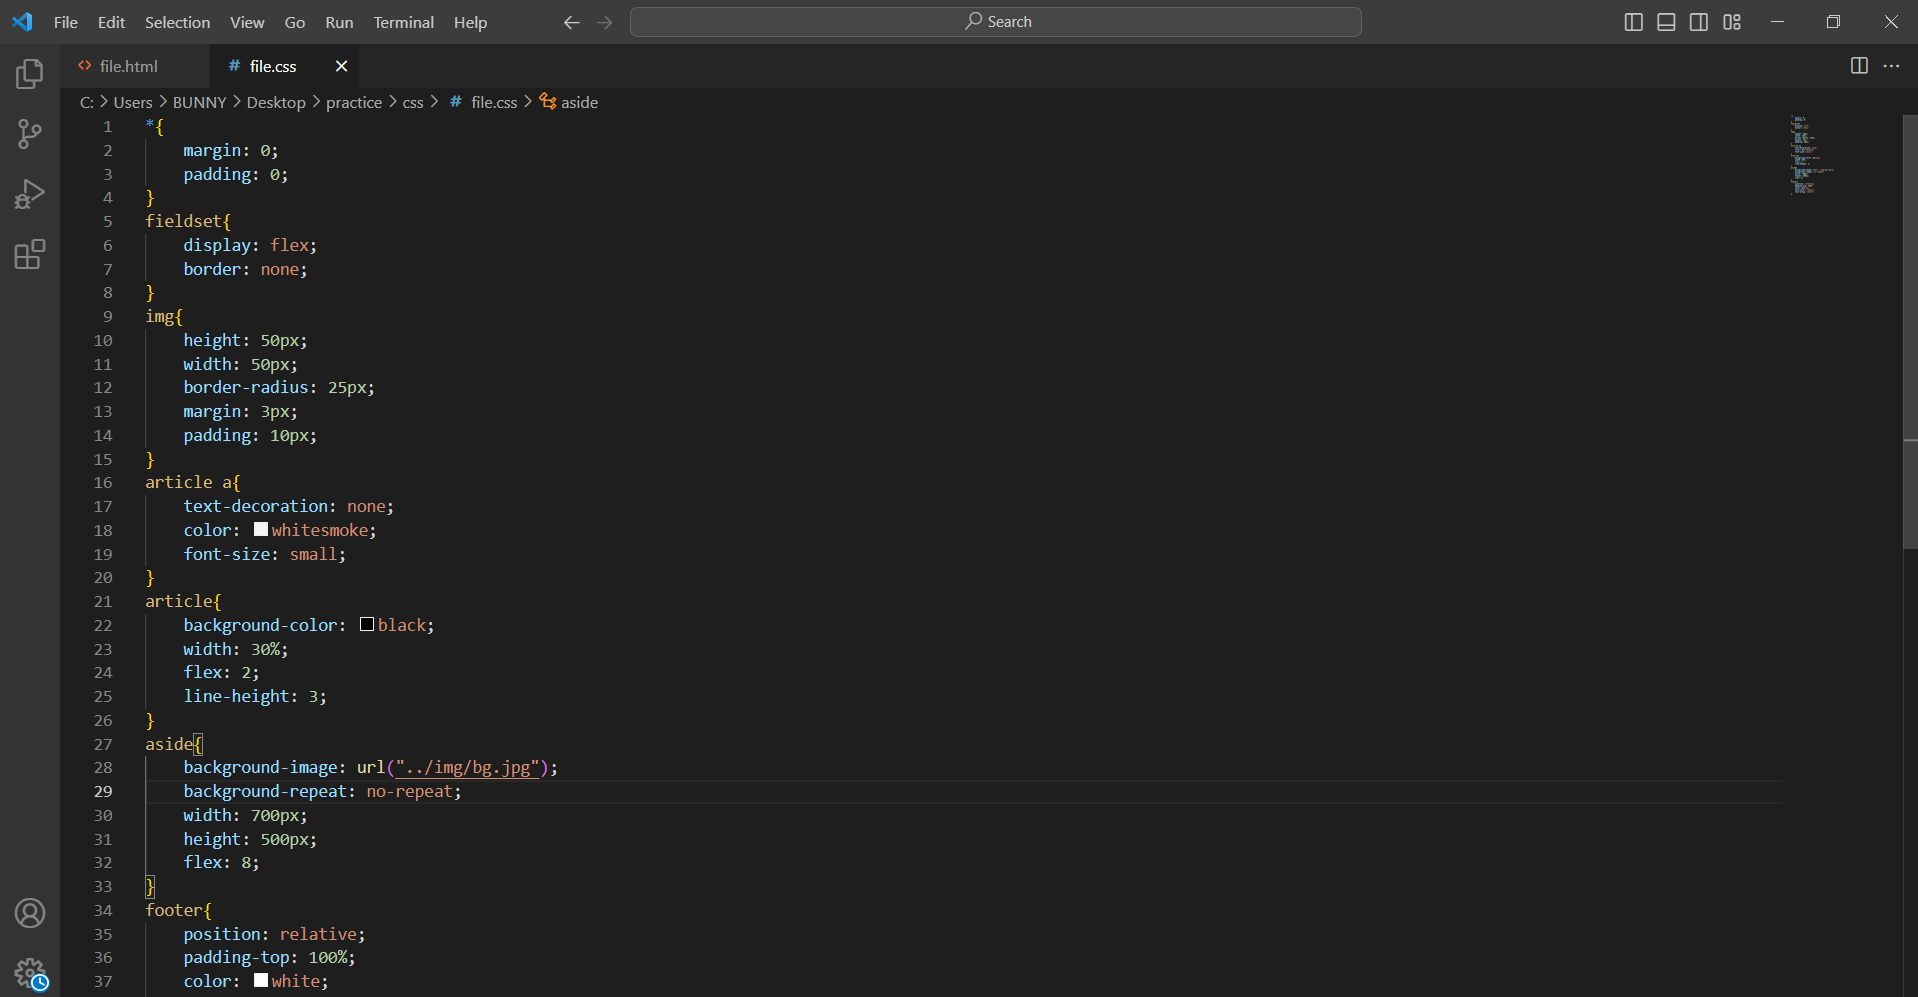 File Edit Selection View Go Run Terminal Help Search
file.html file.css
C: > Users > BUNNY > Desktop > practice > css > # file.css > aside
1 *{
2 margin: 0;
3 padding: 0;
4 }
5 fieldset{
6 display: flex;
7 border: none;
8 }
9 img{
10 height: 50px;
11 width: 50px;
12 border-radius: 25px;
13 margin: 3px;
14 padding: 10px;
15 }
16 article a{
17 text-decoration: none;
18 color: whitesmoke;
19 font-size: small;
20 }
21 article{
22 background-color: black;
23 width: 30%;
24 flex: 2;
25 line-height: 3;
26 }
27 aside{
28 background-image: url("../img/bg.jpg");
29 background-repeat: no-repeat;
30 width: 700px;
31 height: 500px;
32 flex: 8;
33 }
34 footer{
35 position: relative;
36 padding-top: 100%;
37 color: white;